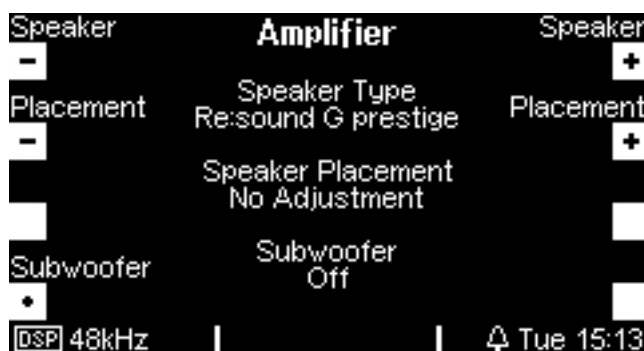 Speaker Amplifier Speaker
- +
Speaker Type
Placement Re:sound G prestige Placement
- +
Speaker Placement
No Adjustment
Subwoofer Subwoofer
Off
•
DSP 48kHz Tue 15:13